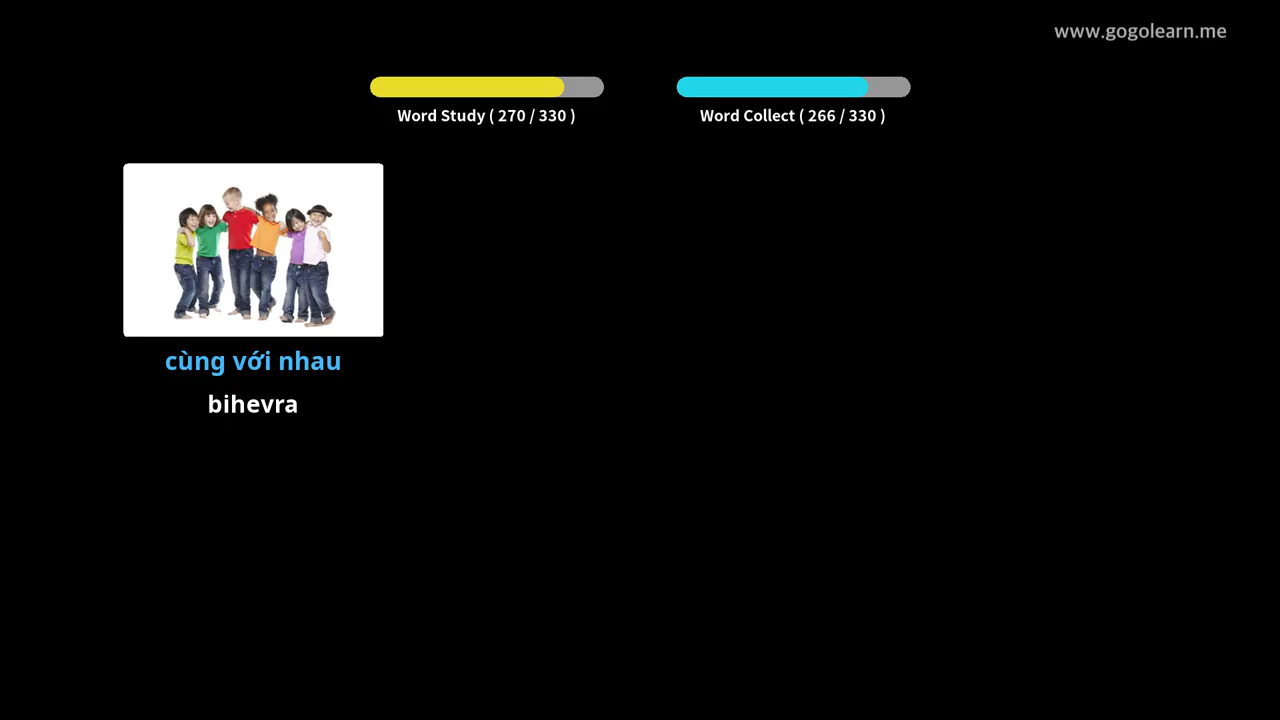 www.gogolearn.me
Word Study ( 270 / 330 )
Word Collect ( 266 / 330 )
cùng với nhau
bihevra